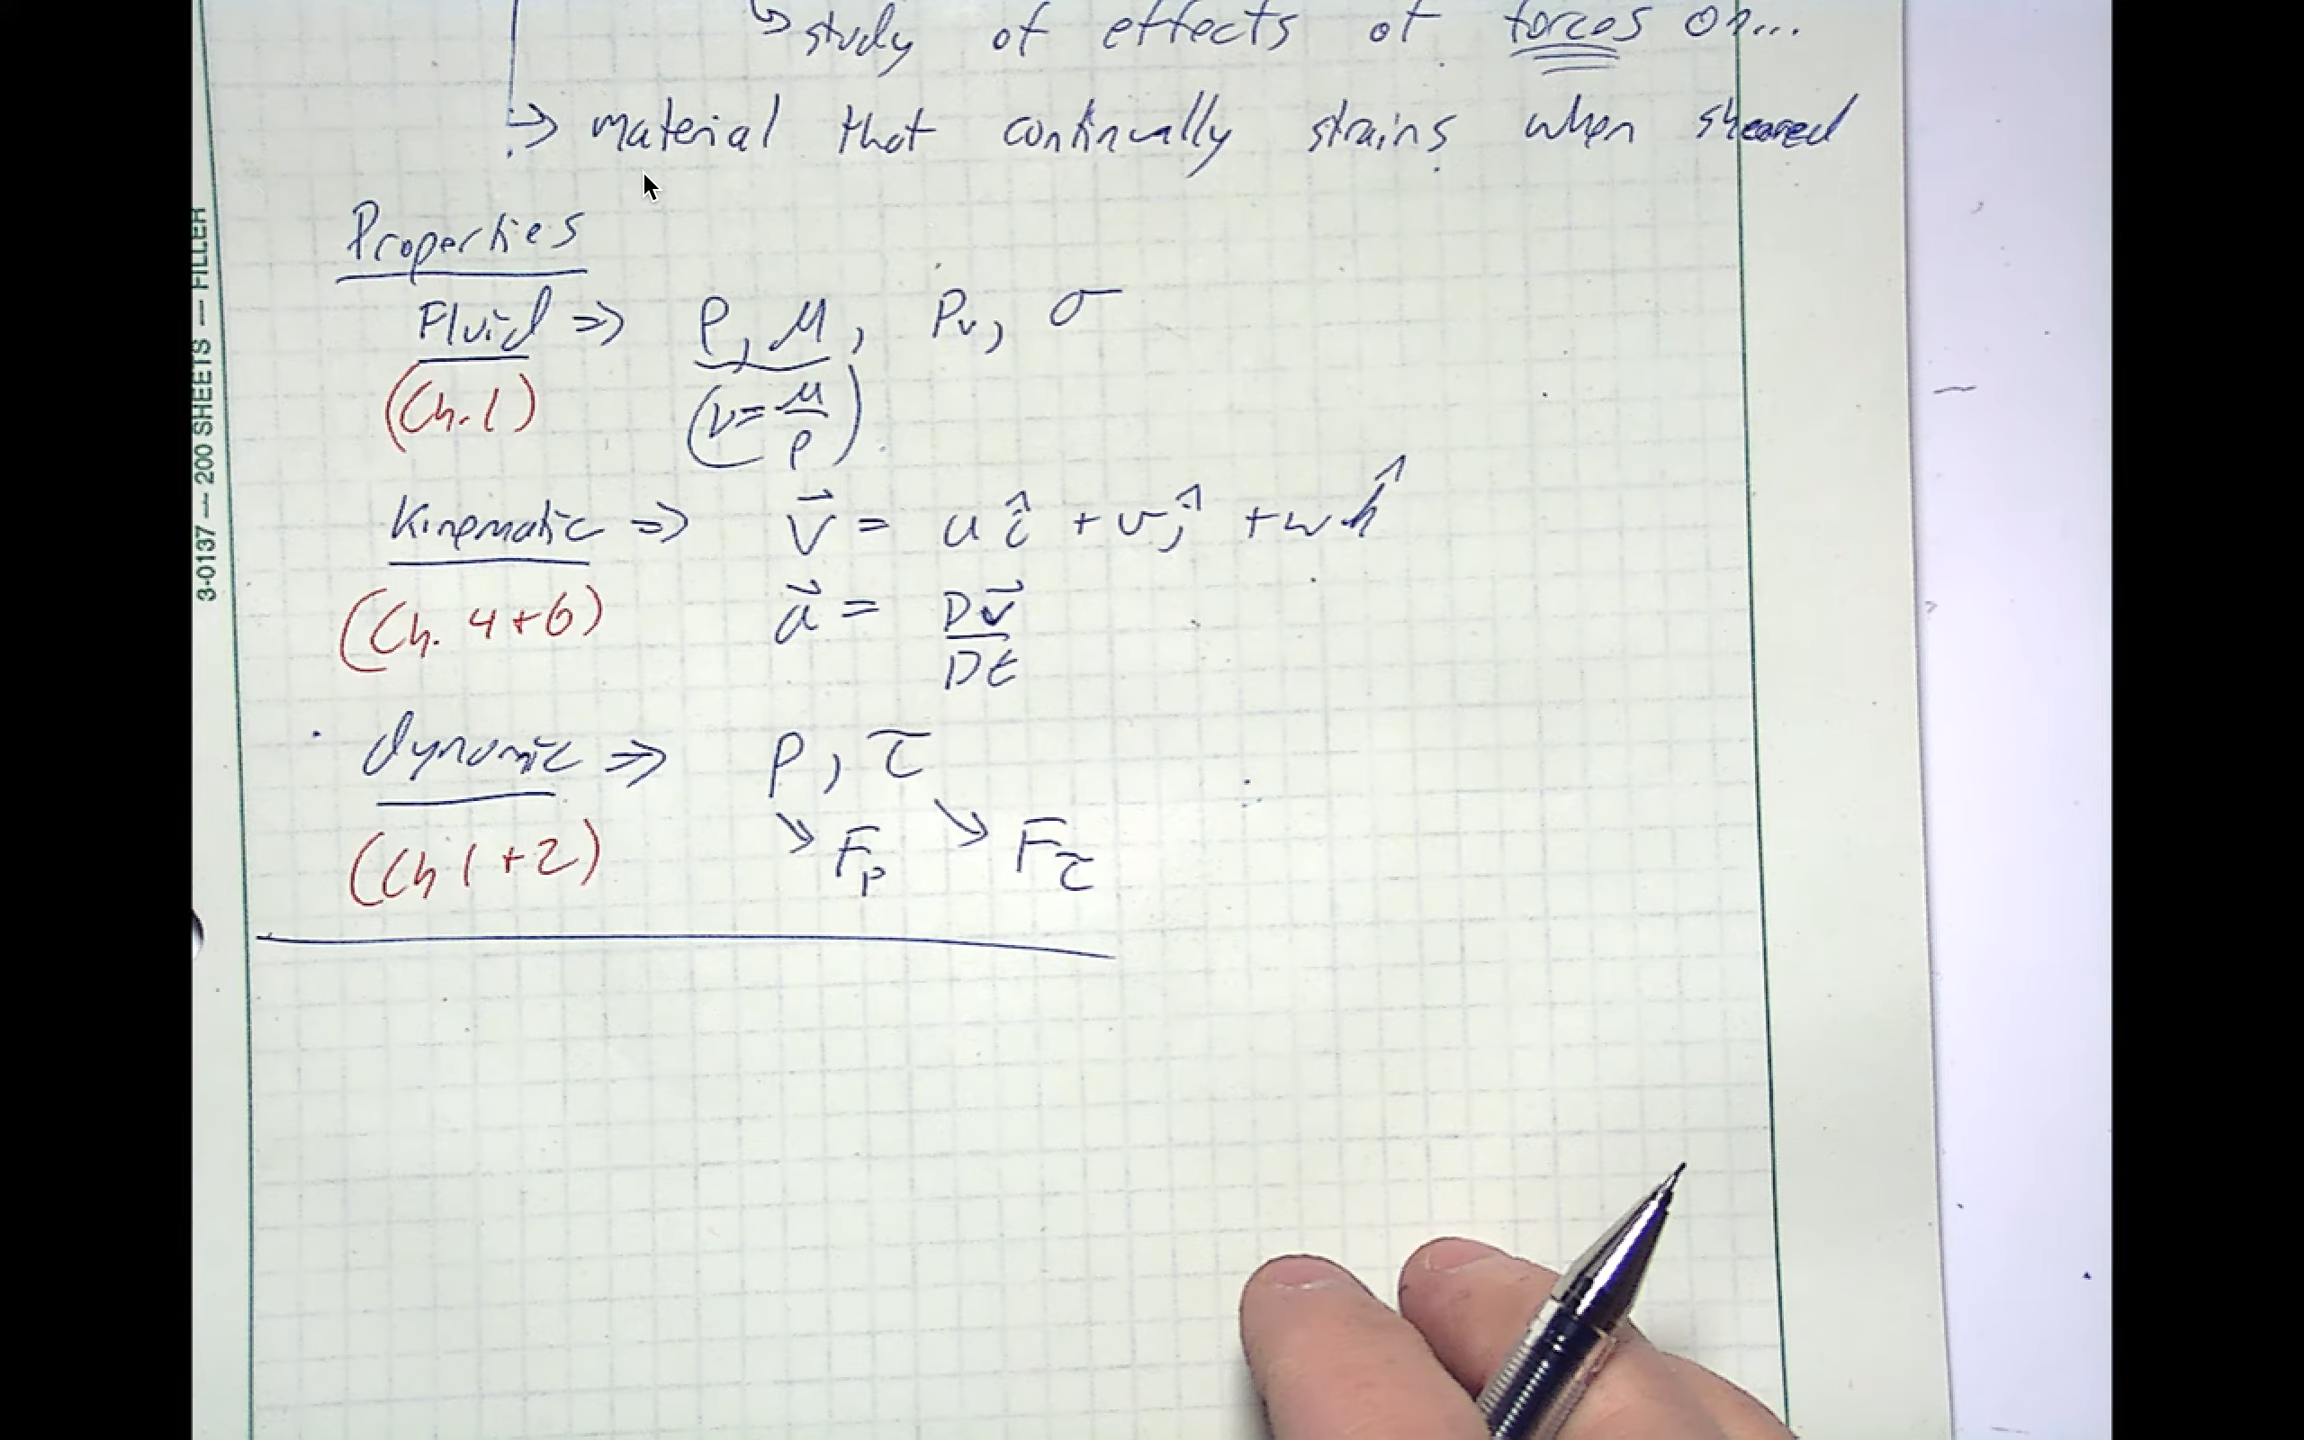 ↳ study of effects of forces on...
→ material that continually strains when sheared
Properties
Fluid ⇒ ρ, μ, Pv, σ
(Ch. 1) (ν = μ/ρ)
Kinematic ⇒ V⃗ = u î + v ĵ + w k̂
(Ch. 4+6) a⃗ = DV⃗/Dt
dynamic ⇒ P, τ
(Ch 1+2) ↘ Fp ↘ Fτ
3-0137 — 200 SHEETS — FILLER